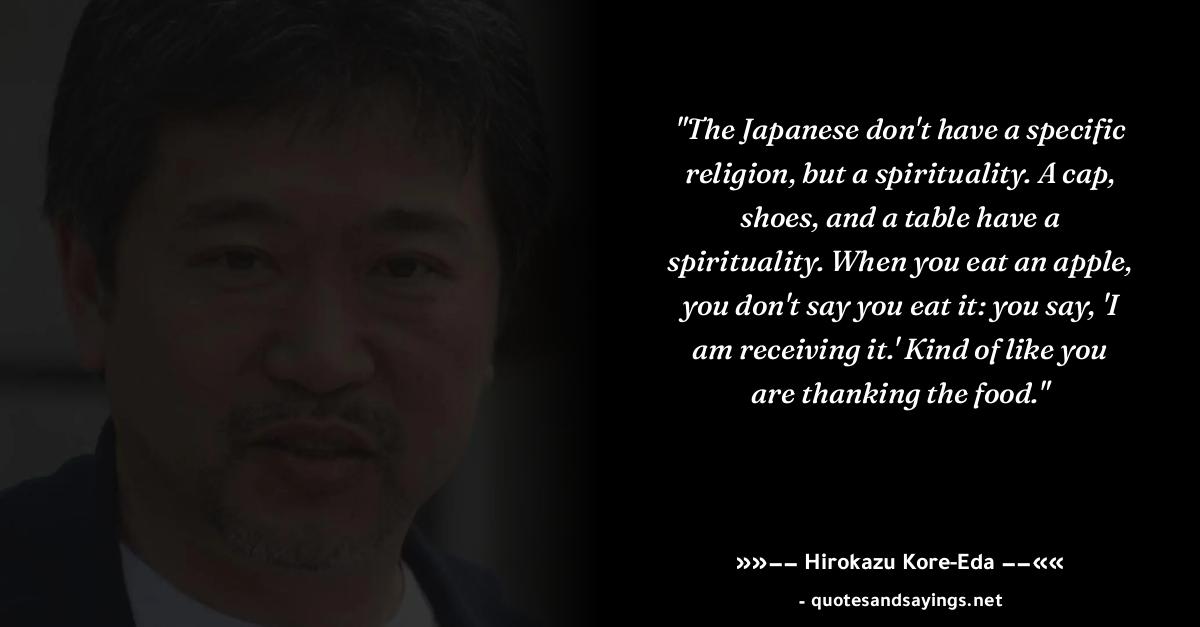 "The Japanese don't have a specific
religion, but a spirituality. A cap,
shoes, and a table have a
spirituality. When you eat an apple,
you don't say you eat it: you say, 'I
am receiving it.' Kind of like you
are thanking the food."
»»−− Hirokazu Kore-Eda −−««
- quotesandsayings.net